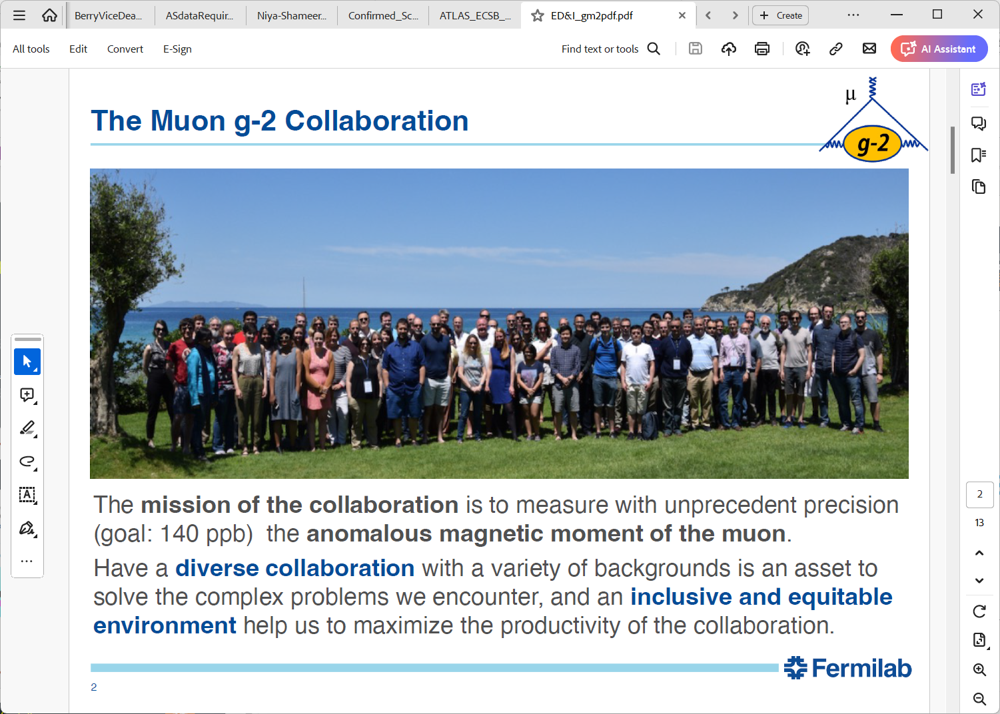 BerryViceDea...
ASdataRequir...
Niya-Shameer...
Confirmed_Sc...
ATLAS_ECSB_...
ED&I_gm2pdf.pdf
Create
All tools
Edit
Convert
E-Sign
Find text or tools
AI Assistant
The Muon g-2 Collaboration
μ
g-2
The mission of the collaboration is to measure with unprecedent precision
(goal: 140 ppb) the anomalous magnetic moment of the muon.
Have a diverse collaboration with a variety of backgrounds is an asset to
solve the complex problems we encounter, and an inclusive and equitable
environment help us to maximize the productivity of the collaboration.
Fermilab
2
A
2
13